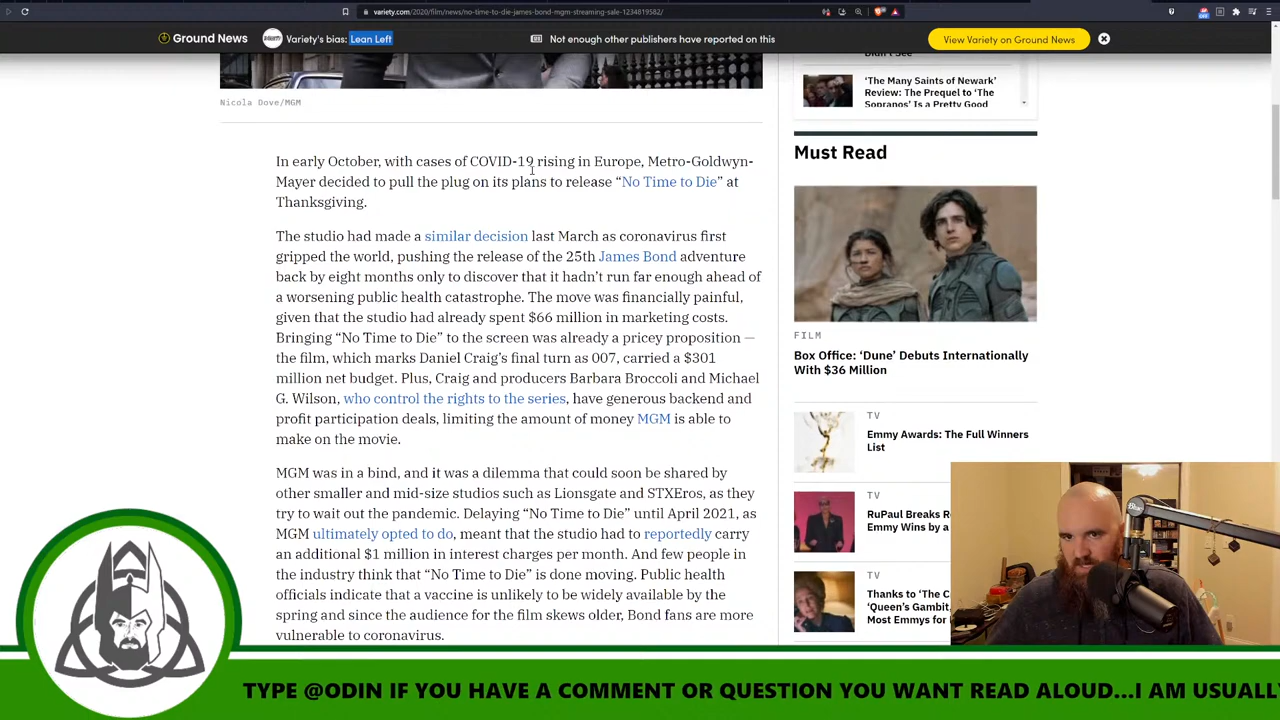 variety.com/2020/film/news/no-time-to-die-james-bond-mgm-streaming-sale-1234819582/
Ground News
Variety's bias: Lean Left
Not enough other publishers have reported on this
View Variety on Ground News
Nicola Dove/MGM
In early October, with cases of COVID-19 rising in Europe, Metro-Goldwyn-
Mayer decided to pull the plug on its plans to release “No Time to Die” at
Thanksgiving.
The studio had made a similar decision last March as coronavirus first
gripped the world, pushing the release of the 25th James Bond adventure
back by eight months only to discover that it hadn’t run far enough ahead of
a worsening public health catastrophe. The move was financially painful,
given that the studio had already spent $66 million in marketing costs.
Bringing “No Time to Die” to the screen was already a pricey proposition —
the film, which marks Daniel Craig’s final turn as 007, carried a $301
million net budget. Plus, Craig and producers Barbara Broccoli and Michael
G. Wilson, who control the rights to the series, have generous backend and
profit participation deals, limiting the amount of money MGM is able to
make on the movie.
MGM was in a bind, and it was a dilemma that could soon be shared by
other smaller and mid-size studios such as Lionsgate and STXEros, as they
try to wait out the pandemic. Delaying “No Time to Die” until April 2021, as
MGM ultimately opted to do, meant that the studio had to reportedly carry
an additional $1 million in interest charges per month. And few people in
the industry think that “No Time to Die” is done moving. Public health
officials indicate that a vaccine is unlikely to be widely available by the
spring and since the audience for the film skews older, Bond fans are more
vulnerable to coronavirus.
Didn’t See
‘The Many Saints of Newark’
Review: The Prequel to ‘The
Sopranos’ Is a Pretty Good
Must Read
FILM
Box Office: ‘Dune’ Debuts Internationally
With $36 Million
TV
Emmy Awards: The Full Winners
List
TV
RuPaul Breaks R
Emmy Wins by a
TV
Thanks to ‘The C
‘Queen’s Gambit,
Most Emmys for
TYPE @ODIN IF YOU HAVE A COMMENT OR QUESTION YOU WANT READ ALOUD...I AM USUALLY